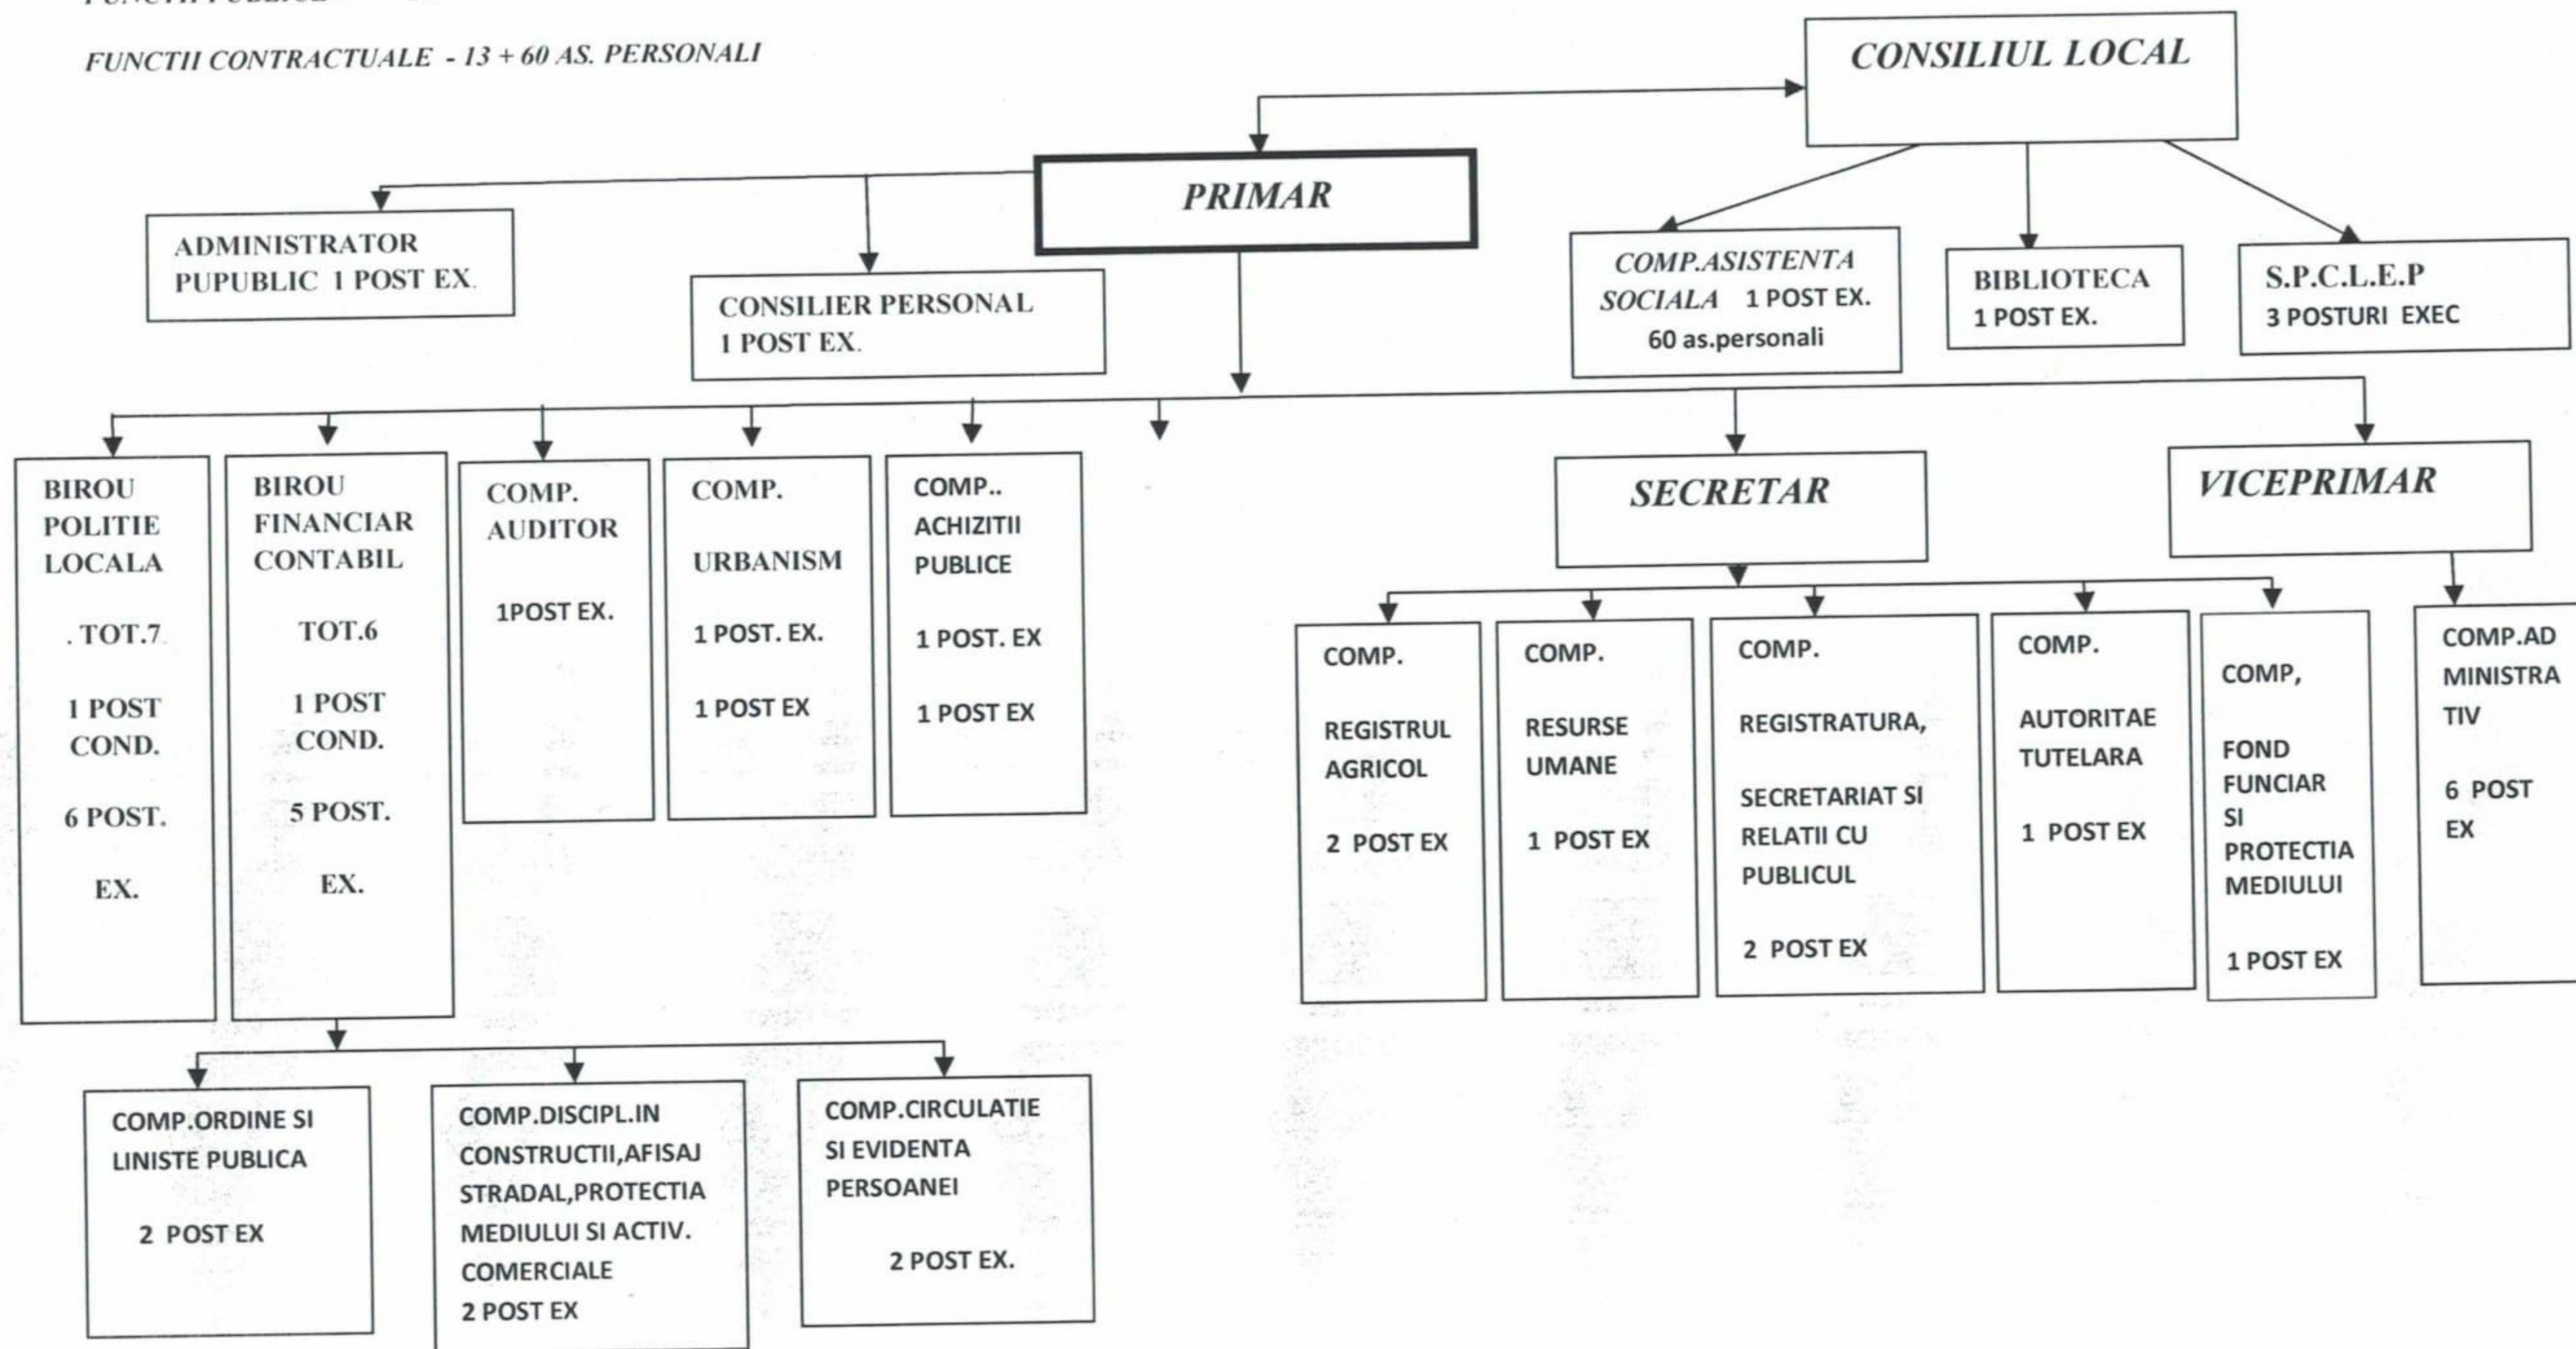 FUNCTII CONTRACTUALE - 13 + 60 AS. PERSONALI
CONSILIUL LOCAL
PRIMAR
ADMINISTRATOR
PUPUBLIC 1 POST EX.
CONSILIER PERSONAL
1 POST EX.
COMP.ASISTENTA
SOCIALA 1 POST EX.
60 as.personali
BIBLIOTECA
1 POST EX.
S.P.C.L.E.P
3 POSTURI EXEC
BIROU
POLITIE
LOCALA
. TOT.7
1 POST
COND.
6 POST.
EX.
BIROU
FINANCIAR
CONTABIL
TOT.6
1 POST
COND.
5 POST.
EX.
COMP.
AUDITOR
1POST EX.
COMP.
URBANISM
1 POST. EX.
1 POST EX
COMP..
ACHIZITII
PUBLICE
1 POST. EX
1 POST EX
SECRETAR
VICEPRIMAR
COMP.
REGISTRUL
AGRICOL
2 POST EX
COMP.
RESURSE
UMANE
1 POST EX
COMP.
REGISTRATURA,
SECRETARIAT SI
RELATII CU
PUBLICUL
2 POST EX
COMP.
AUTORITAE
TUTELARA
1 POST EX
COMP,
FOND
FUNCIAR
SI
PROTECTIA
MEDIULUI
1 POST EX
COMP.AD
MINISTRA
TIV
6 POST
EX
COMP.ORDINE SI
LINISTE PUBLICA
2 POST EX
COMP.DISCIPL.IN
CONSTRUCTII,AFISAJ
STRADAL,PROTECTIA
MEDIULUI SI ACTIV.
COMERCIALE
2 POST EX
COMP.CIRCULATIE
SI EVIDENTA
PERSOANEI
2 POST EX.